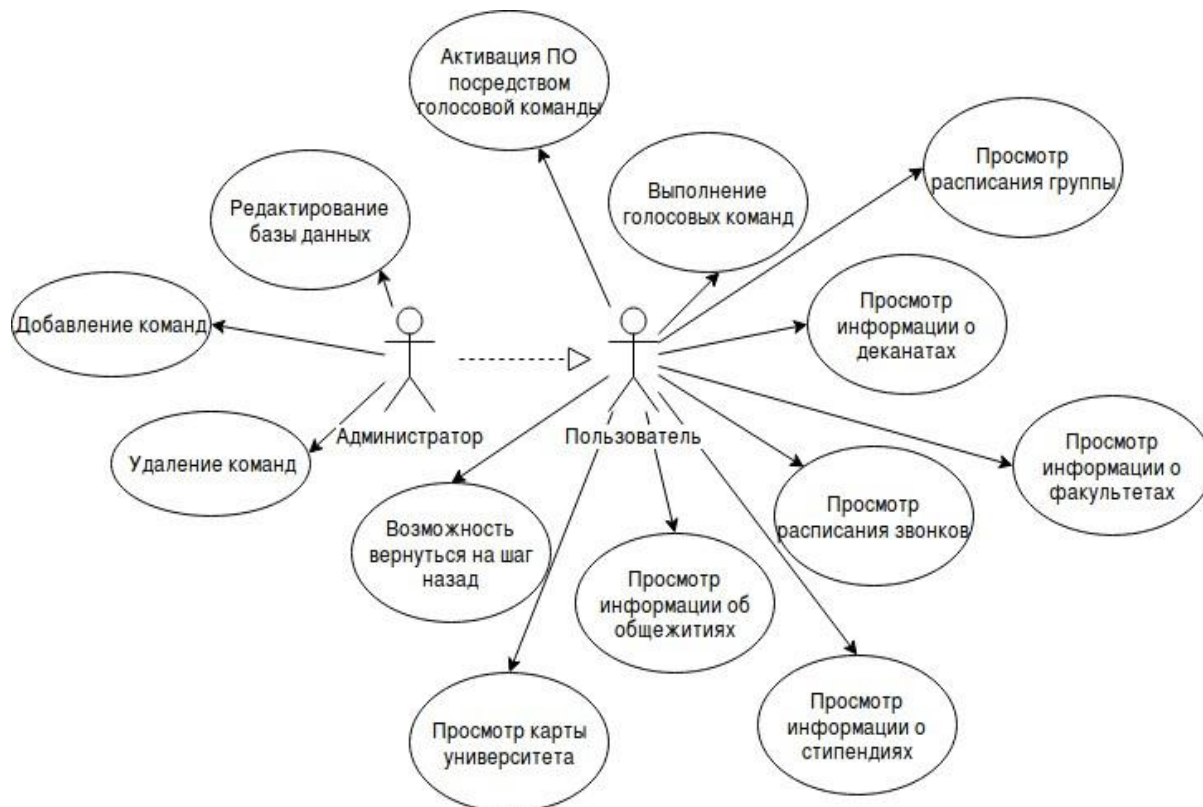 Активация ПО
посредством
голосовой команды
Просмотр
расписания группы
Выполнение
голосовых команд
Редактирование
базы данных
Добавление команд
Просмотр
информации о
деканатах
Администратор
Пользователь
Удаление команд
Просмотр
информации о
факультетах
Просмотр
расписания звонков
Возможность
вернуться на шаг
назад
Просмотр
информации об
общежитиях
Просмотр карты
университета
Просмотр
информации о
стипендиях